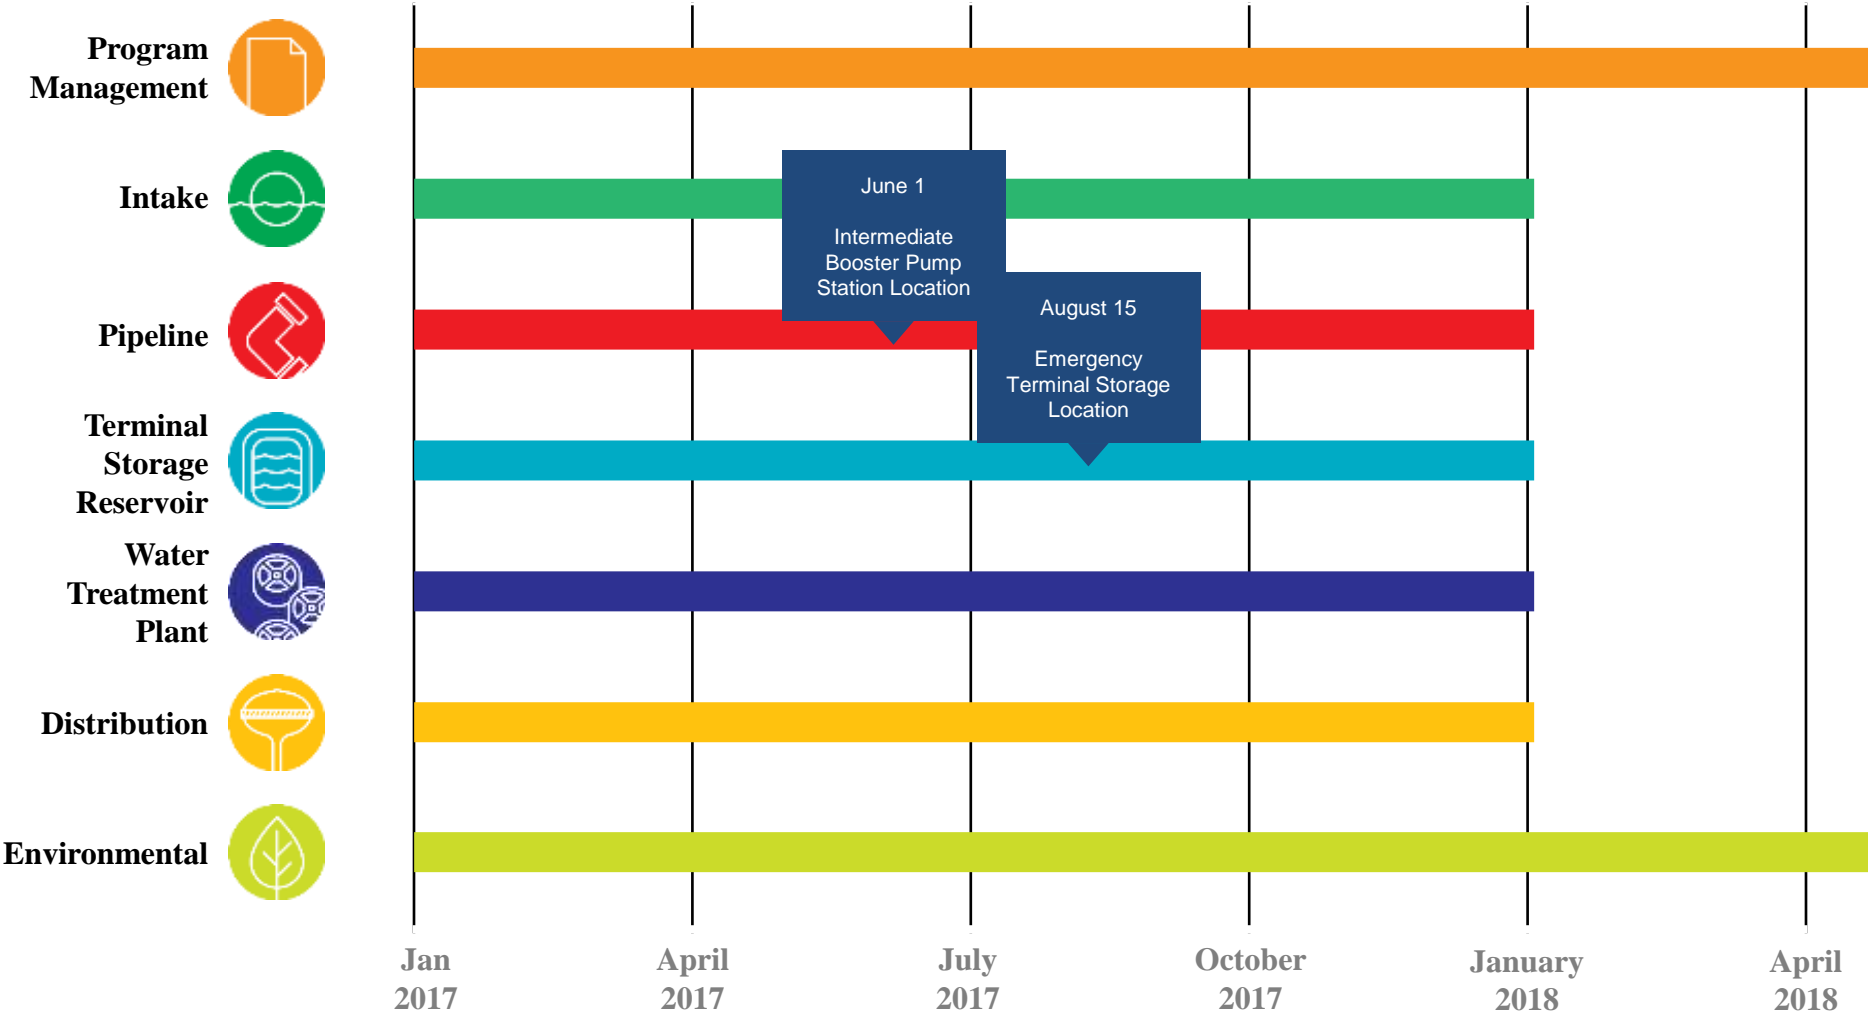 Program
Management
Intake
June 1
Intermediate
Booster Pump
Station Location
Pipeline
August 15
Emergency
Terminal Storage
Location
Terminal
Storage
Reservoir
Water
Treatment
Plant
Distribution
Environmental
Jan
2017
April
2017
July
2017
October
2017
January
2018
April
2018